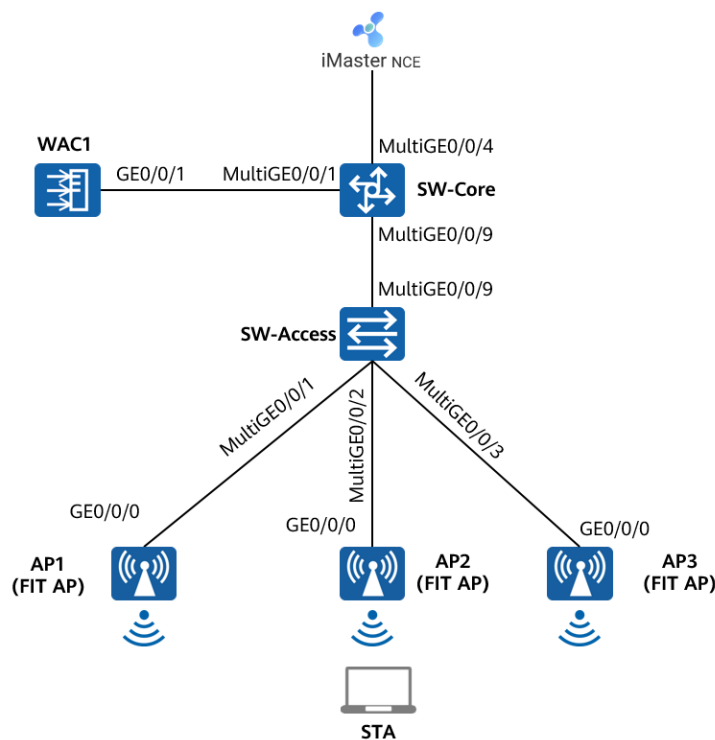 iMaster NCE
MultiGE0/0/4
WAC1
GE0/0/1
MultiGE0/0/1
SW-Core
MultiGE0/0/9
MultiGE0/0/9
SW-Access
MultiGE0/0/1
MultiGE0/0/2
MultiGE0/0/3
GE0/0/0
GE0/0/0
GE0/0/0
AP1
(FIT AP)
AP2
(FIT AP)
AP3
(FIT AP)
STA